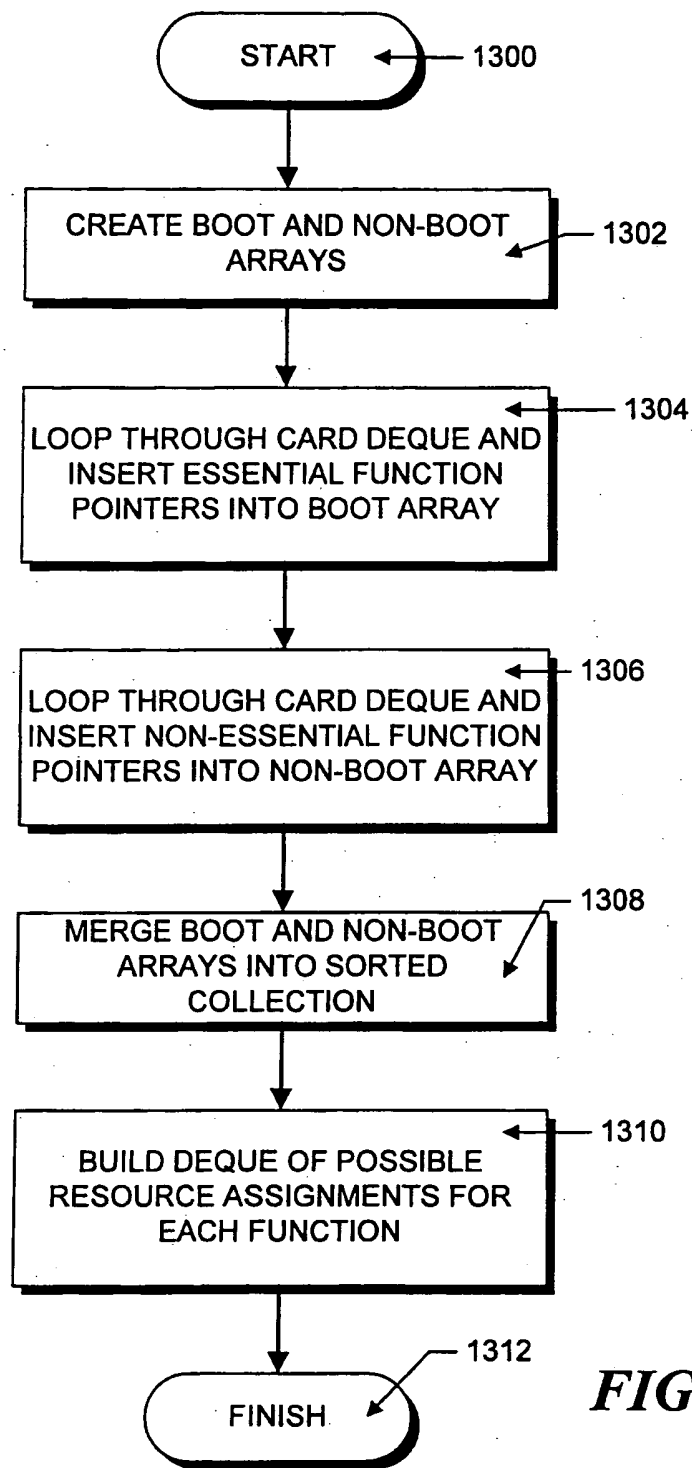 START
1300
CREATE BOOT AND NON-BOOT
ARRAYS
1302
1304
LOOP THROUGH CARD DEQUE AND
INSERT ESSENTIAL FUNCTION
POINTERS INTO BOOT ARRAY
1306
LOOP THROUGH CARD DEQUE AND
INSERT NON-ESSENTIAL FUNCTION
POINTERS INTO NON-BOOT ARRAY
1308
MERGE BOOT AND NON-BOOT
ARRAYS INTO SORTED
COLLECTION
1310
BUILD DEQUE OF POSSIBLE
RESOURCE ASSIGNMENTS FOR
EACH FUNCTION
1312
FINISH
FIG